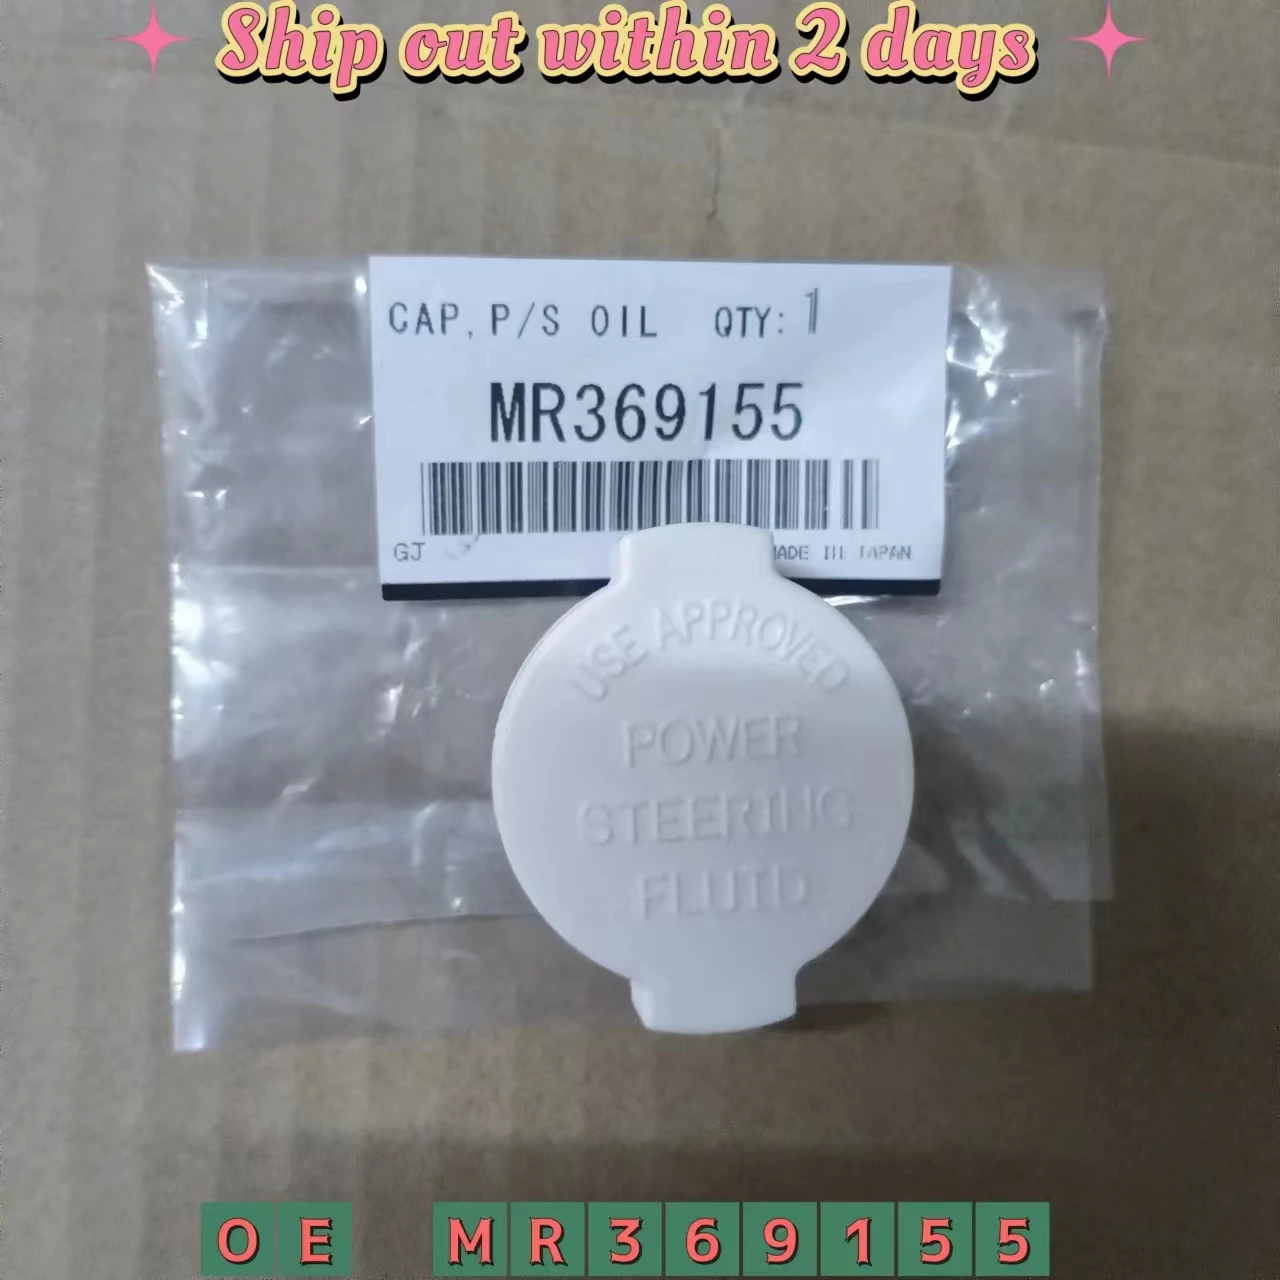 Ship out within 2 days
CAP, P/S OIL QTY: 1
MR369155
GJ MADE IN JAPAN
USE APPROVED
POWER
STEERING
FLUID
OE MR369155